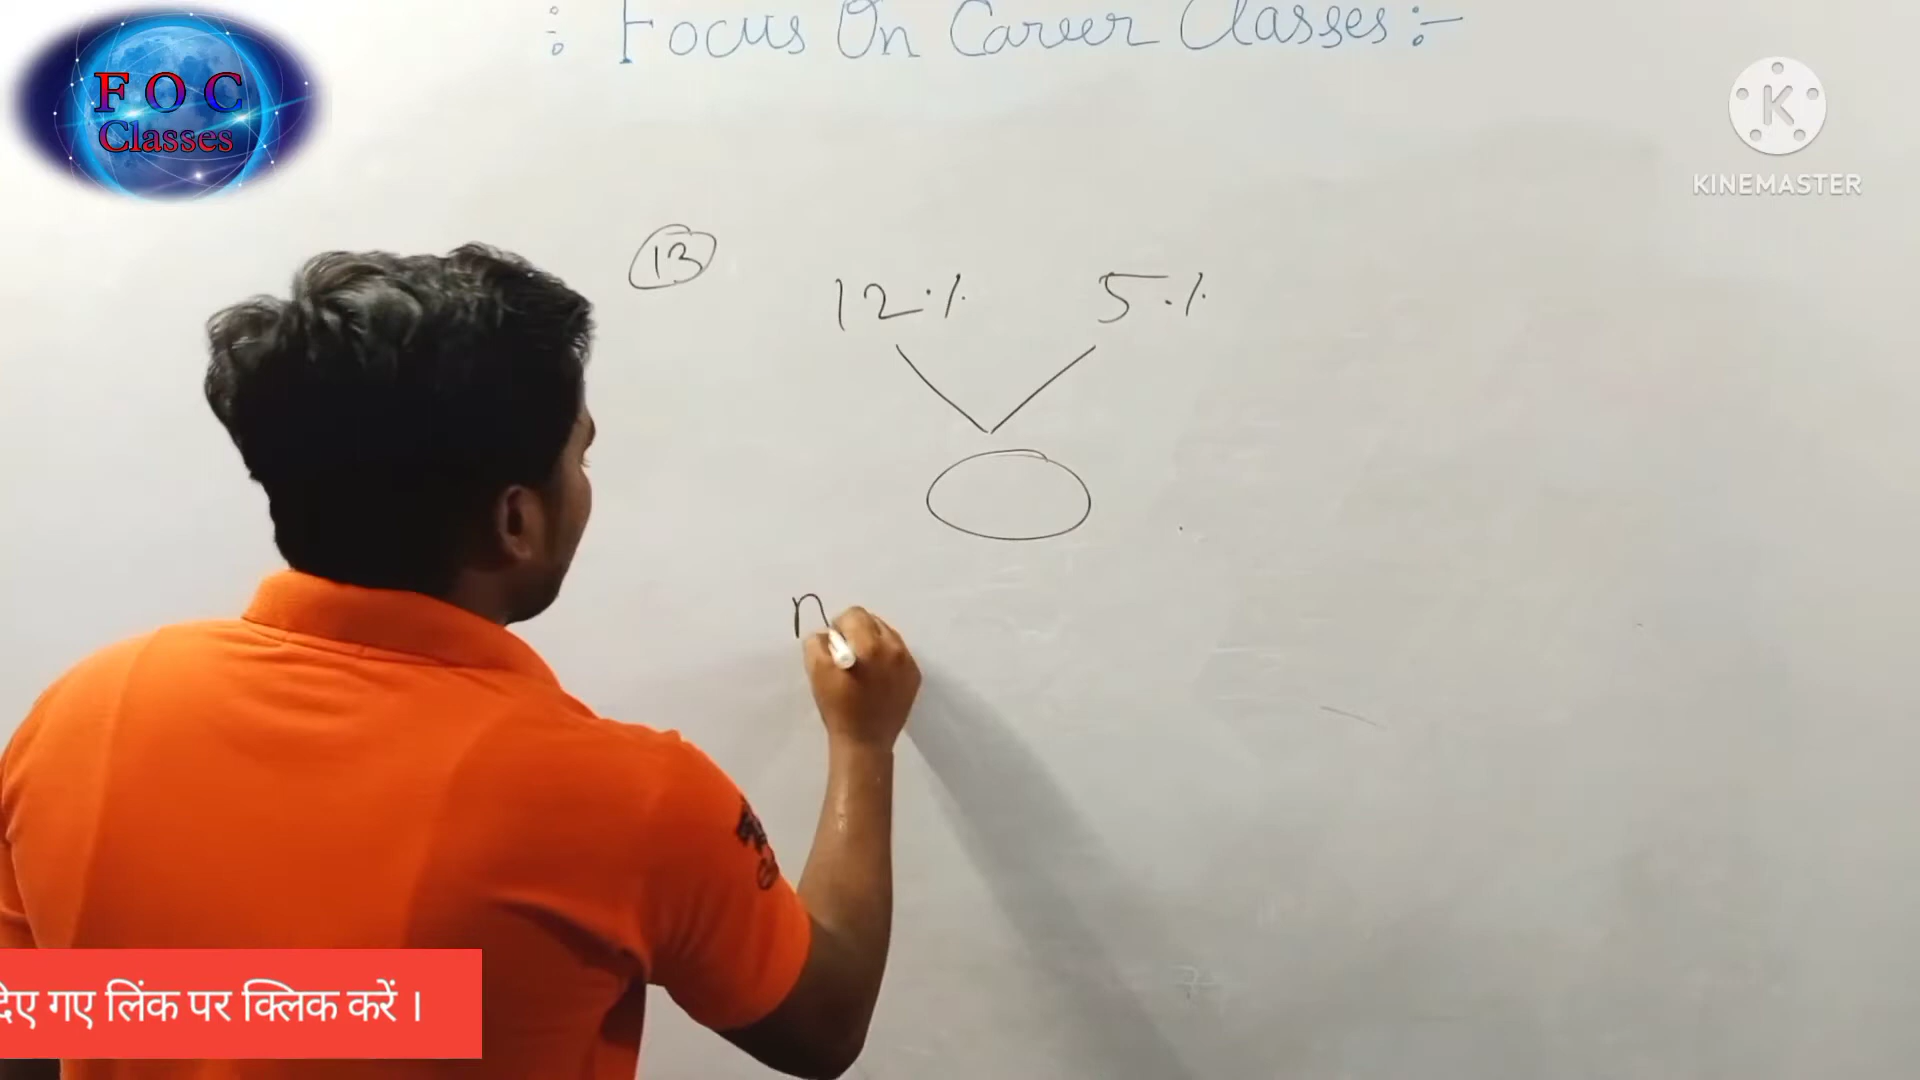 : Focus On Career Classes :-
F O C
Classes
K
KINEMASTER
13
12% 5%
n
दिए गए लिंक पर क्लिक करें ।